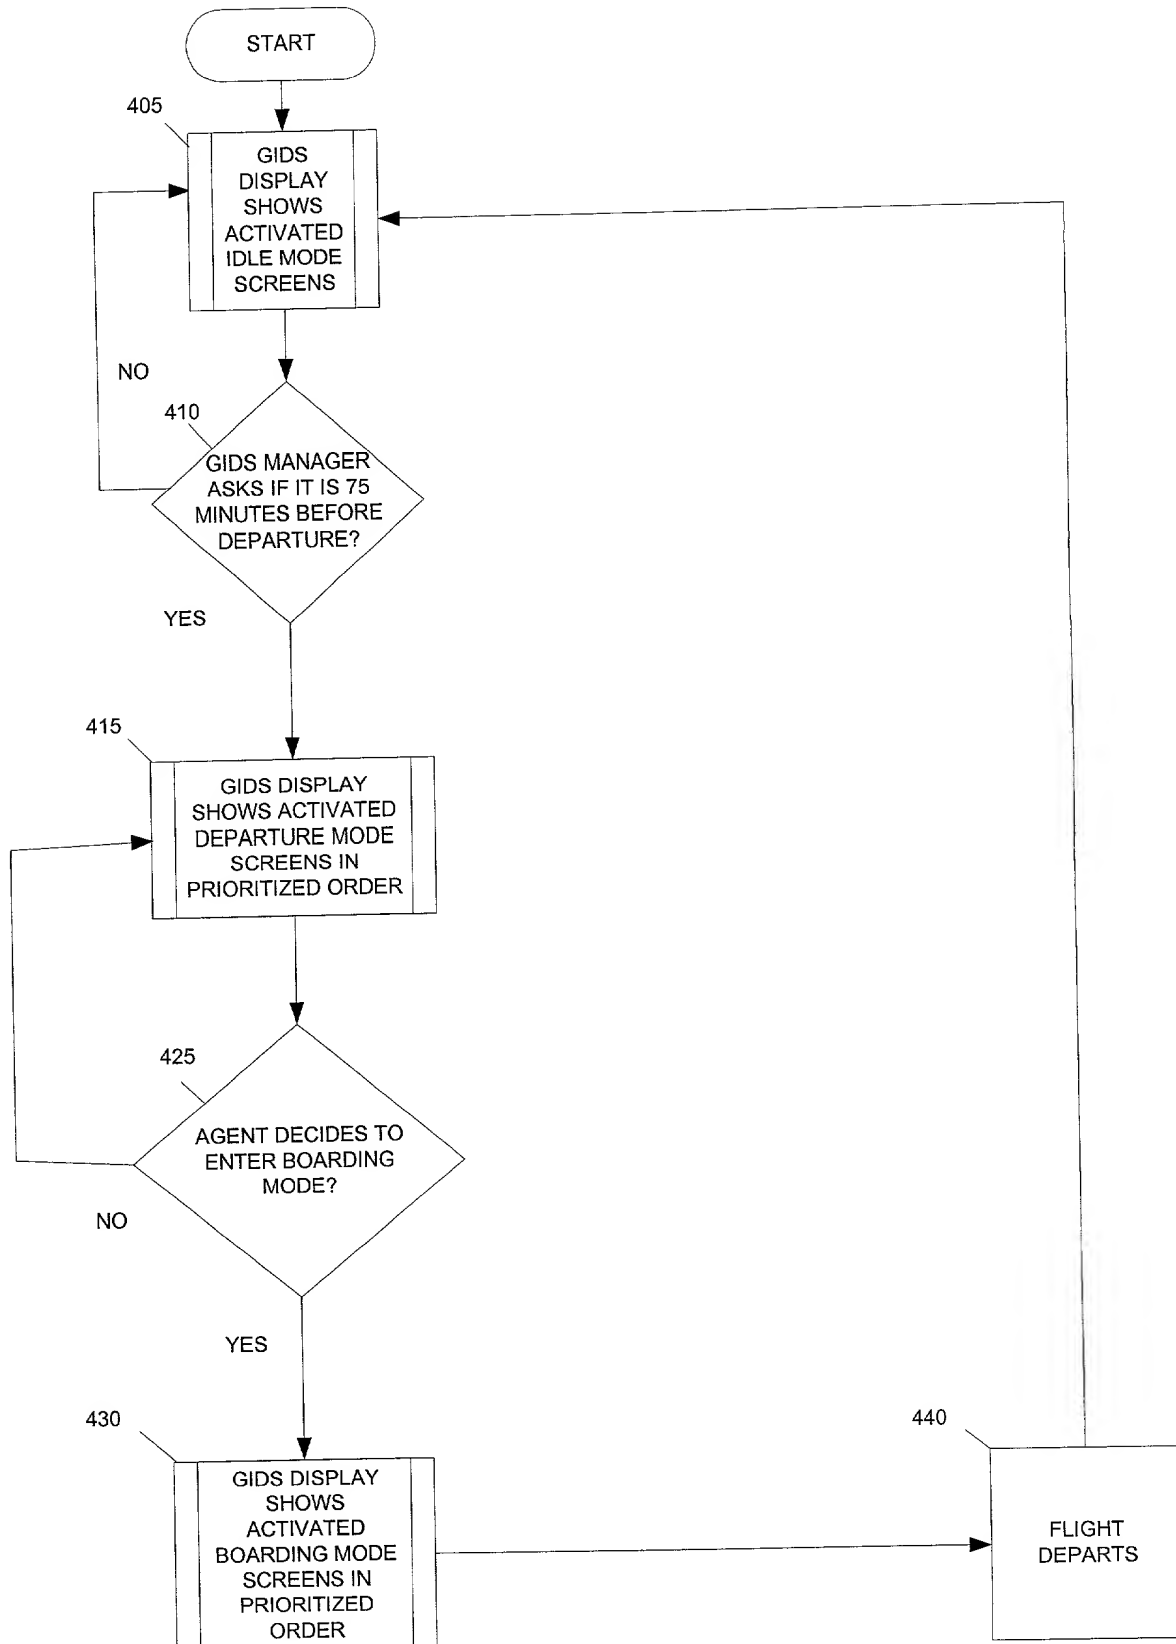 START
405
GIDS
DISPLAY
SHOWS
ACTIVATED
IDLE MODE
SCREENS
NO
410
GIDS MANAGER
ASKS IF IT IS 75
MINUTES BEFORE
DEPARTURE?
YES
415
GIDS DISPLAY
SHOWS ACTIVATED
DEPARTURE MODE
SCREENS IN
PRIORITIZED ORDER
425
AGENT DECIDES TO
ENTER BOARDING
MODE?
NO
YES
430
GIDS DISPLAY
SHOWS
ACTIVATED
BOARDING MODE
SCREENS IN
PRIORITIZED
ORDER
440
FLIGHT
DEPARTS